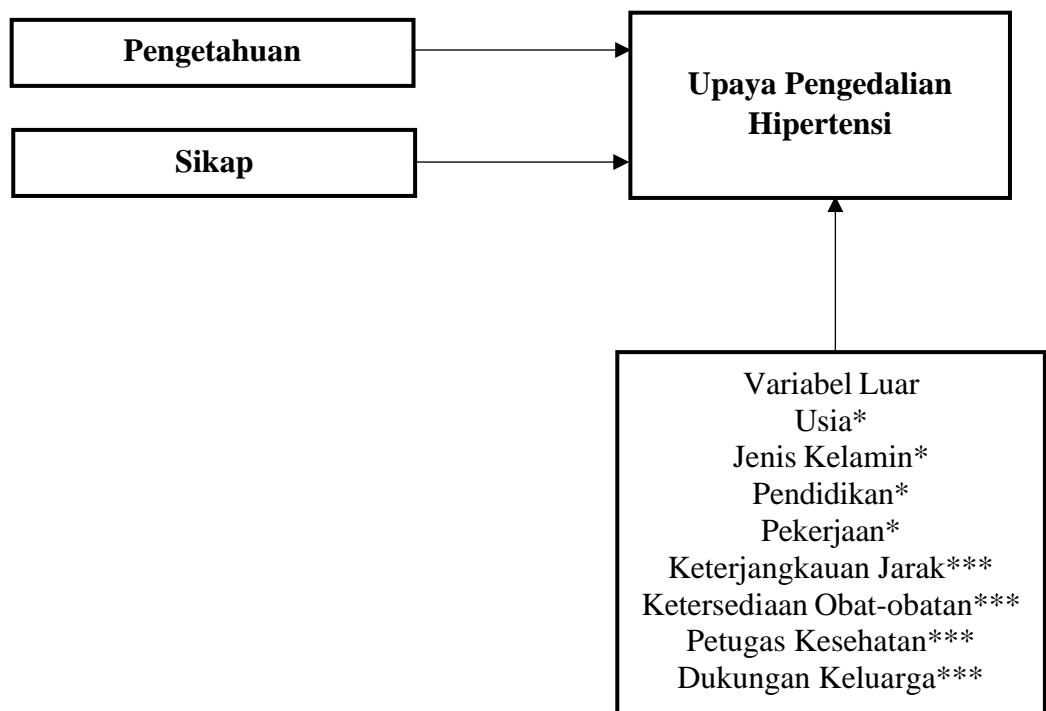 Pengetahuan
Upaya Pengedalian
Hipertensi
Sikap
Variabel Luar
Usia*
Jenis Kelamin*
Pendidikan*
Pekerjaan*
Keterjangkauan Jarak***
Ketersediaan Obat-obatan***
Petugas Kesehatan***
Dukungan Keluarga***